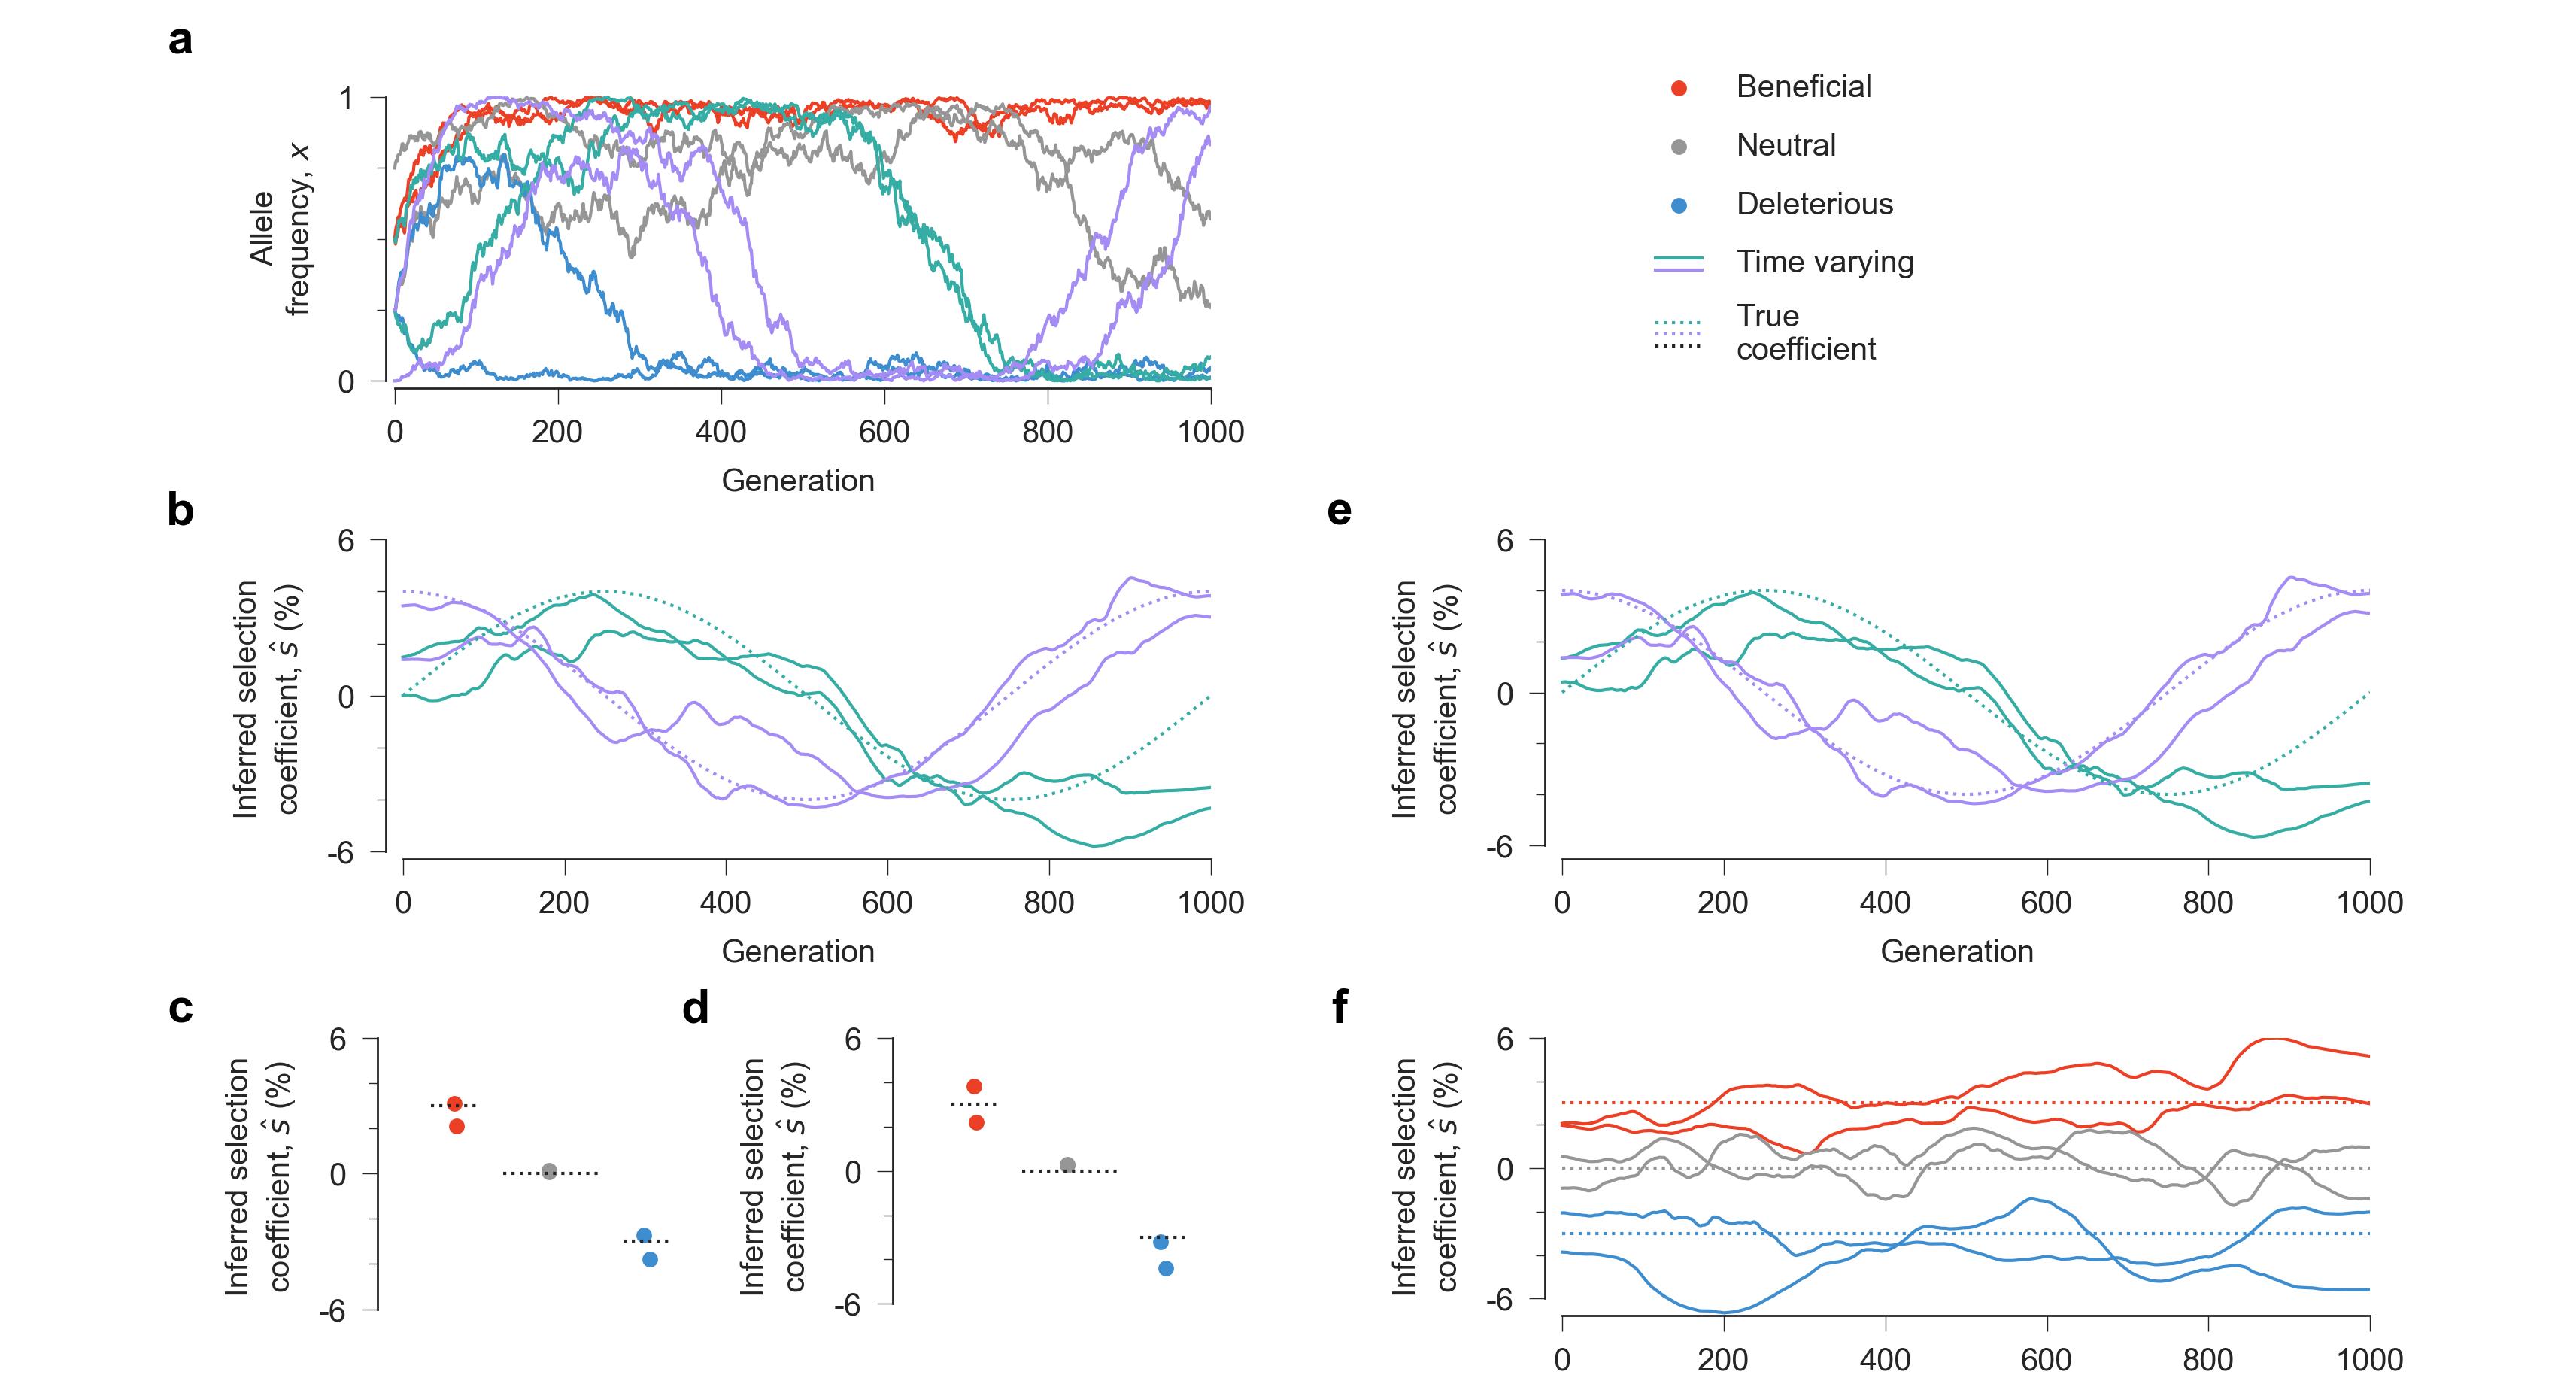 a
1
0
Allele
frequency, x
0 200 400 600 800 1000
Generation
Beneficial
Neutral
Deleterious
Time varying
True
coefficient
b
6
0
-6
Inferred selection
coefficient, ŝ (%)
0 200 400 600 800 1000
Generation
e
6
0
-6
Inferred selection
coefficient, ŝ (%)
0 200 400 600 800 1000
Generation
c
6
0
-6
Inferred selection
coefficient, ŝ (%)
d
6
0
-6
Inferred selection
coefficient, ŝ (%)
f
6
0
-6
Inferred selection
coefficient, ŝ (%)
0 200 400 600 800 1000